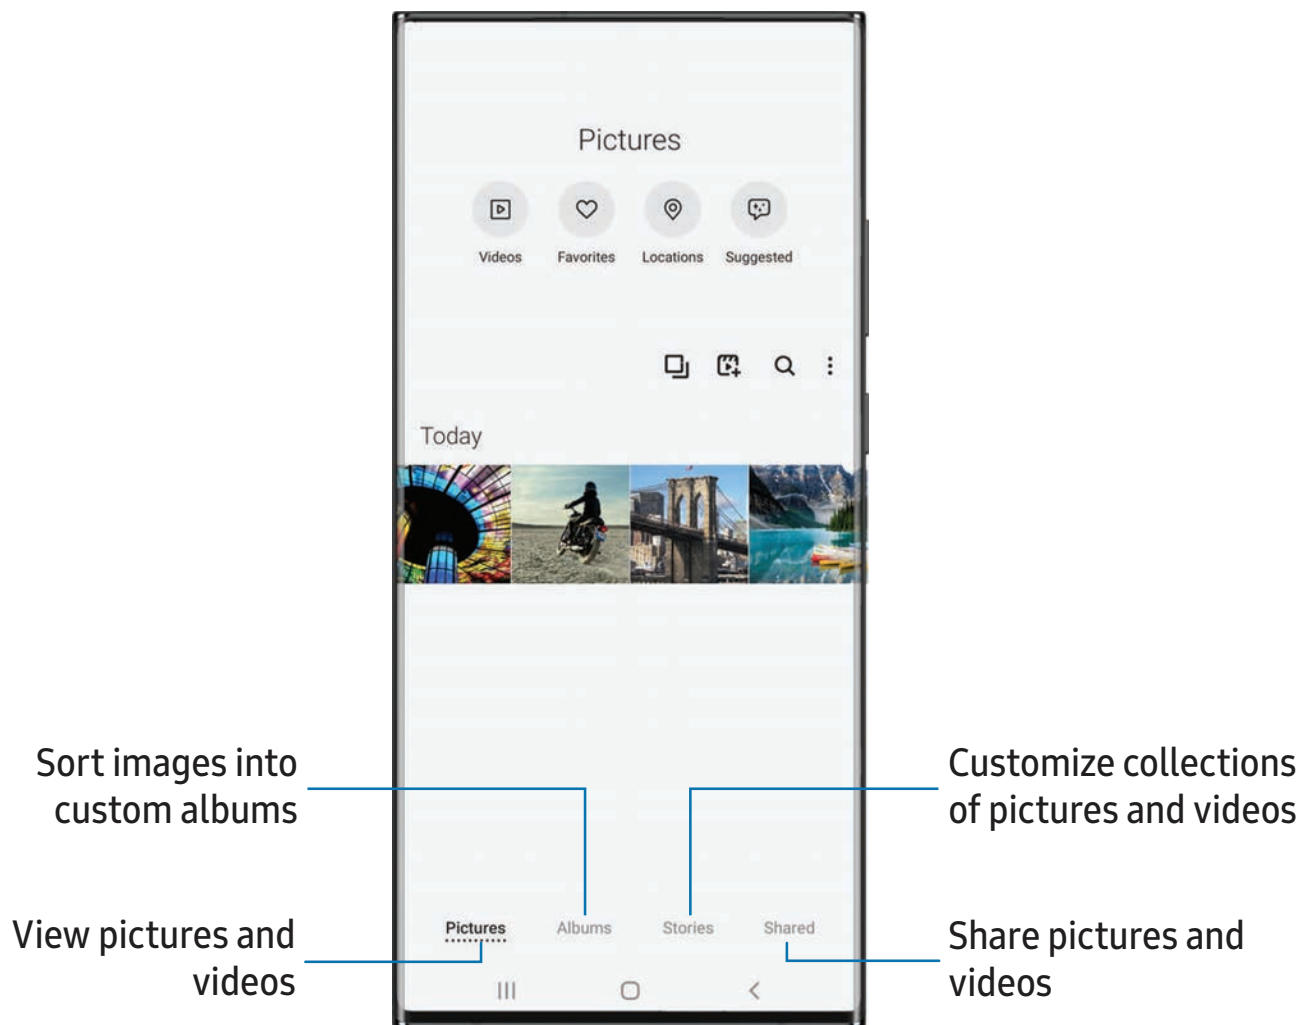 Pictures
Videos Favorites Locations Suggested
Today
Sort images into
custom albums
Customize collections
of pictures and videos
Pictures Albums Stories Shared
View pictures and
videos
Share pictures and
videos